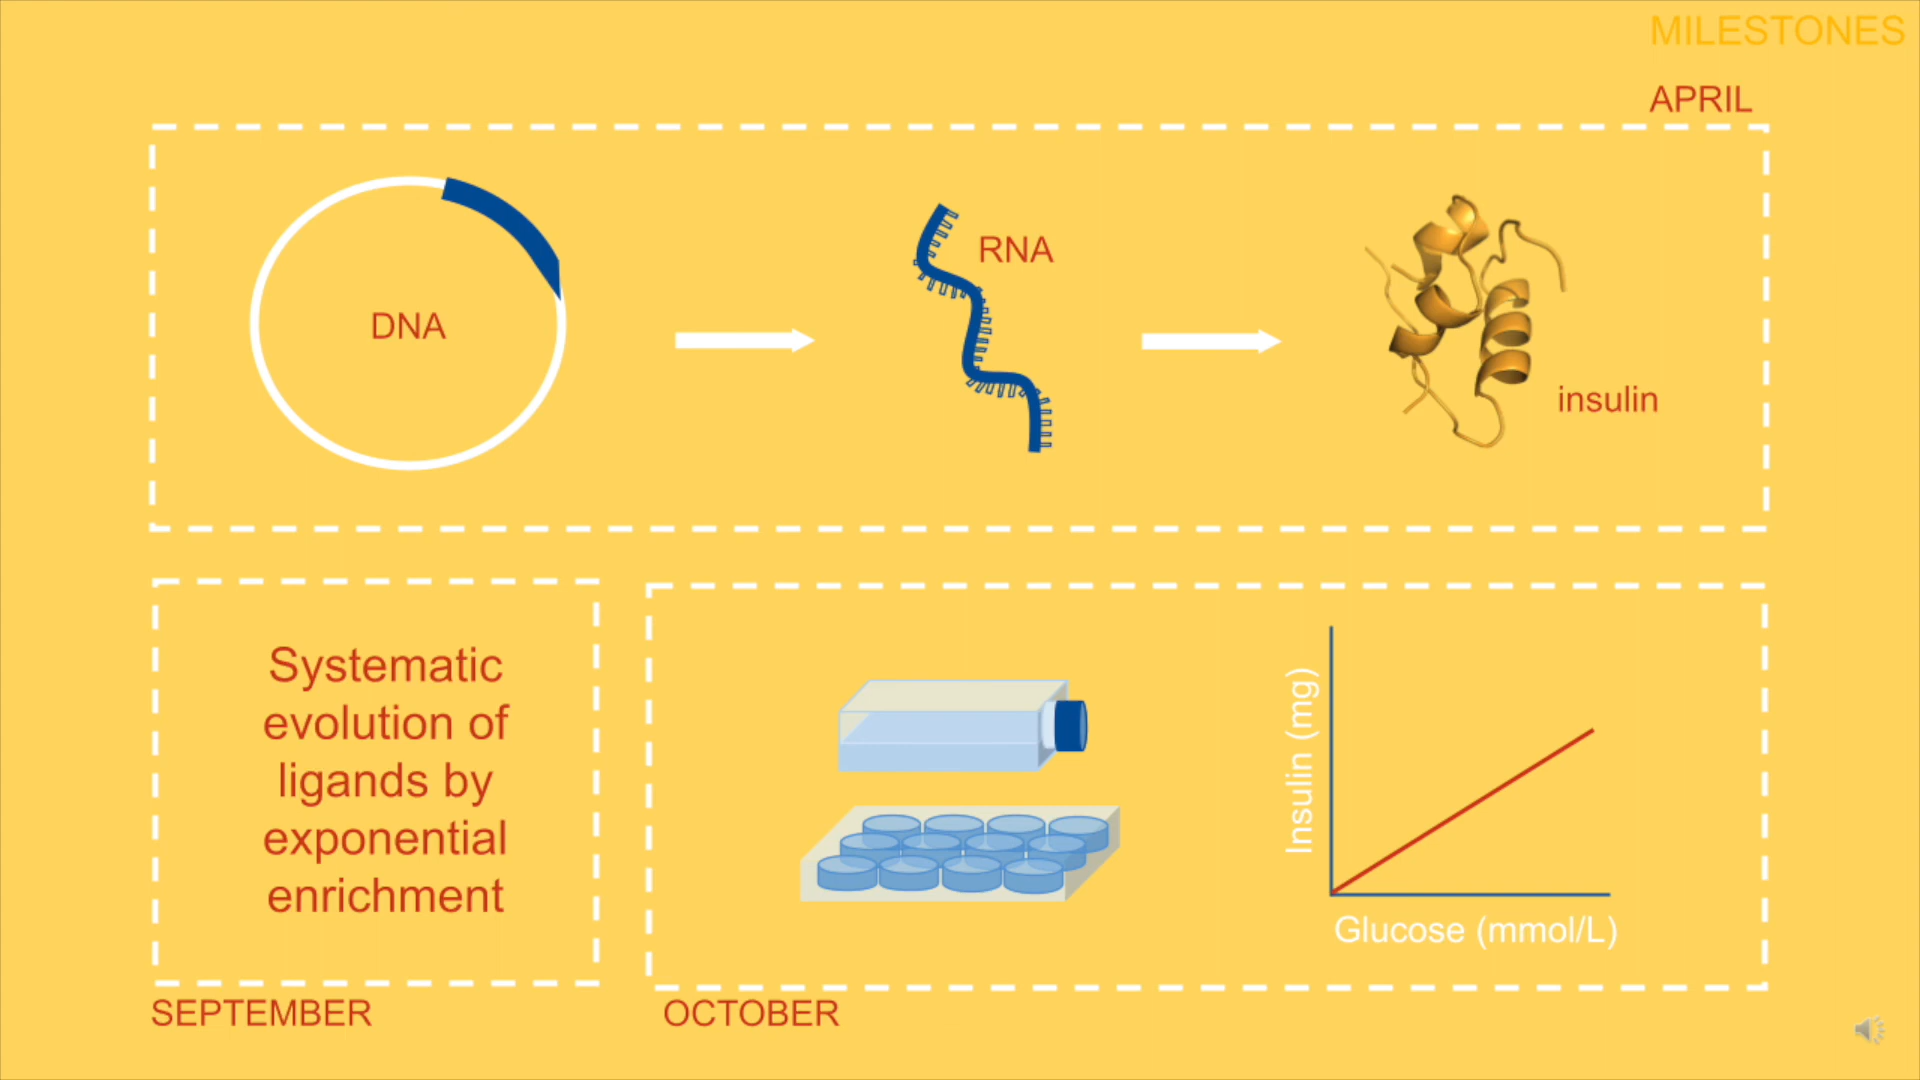 MILESTONES
APRIL
DNA
RNA
insulin
Systematic
evolution of
ligands by
exponential
enrichment
SEPTEMBER
Insulin (mg)
Glucose (mmol/L)
OCTOBER